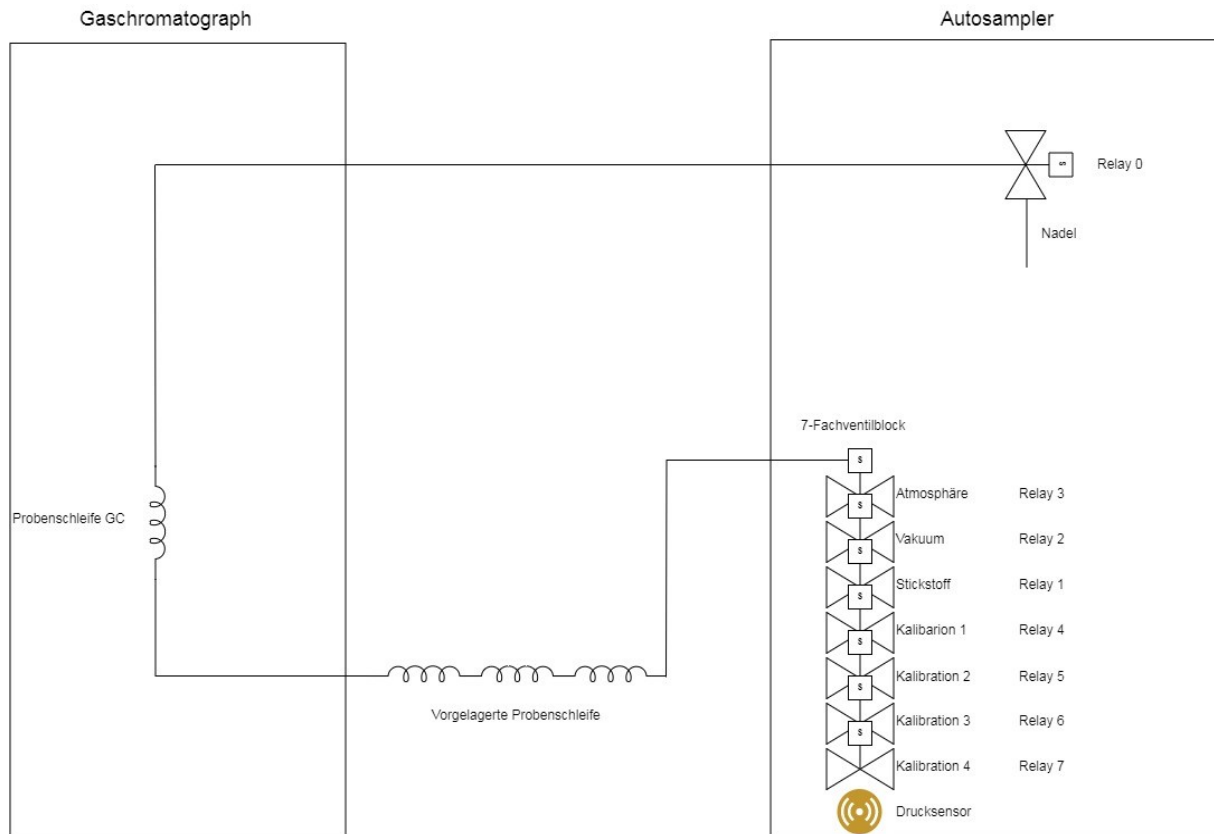 Gaschromatograph
Autosampler
S
Relay 0
Nadel
7-Fachventilblock
S
Atmosphäre
Relay 3
S
Vakuum
Relay 2
S
Stickstoff
Relay 1
S
Kalibarion 1
Relay 4
S
Kalibration 2
Relay 5
S
Kalibration 3
Relay 6
S
Kalibration 4
Relay 7
Drucksensor
Probenschleife GC
Vorgelagerte Probenschleife